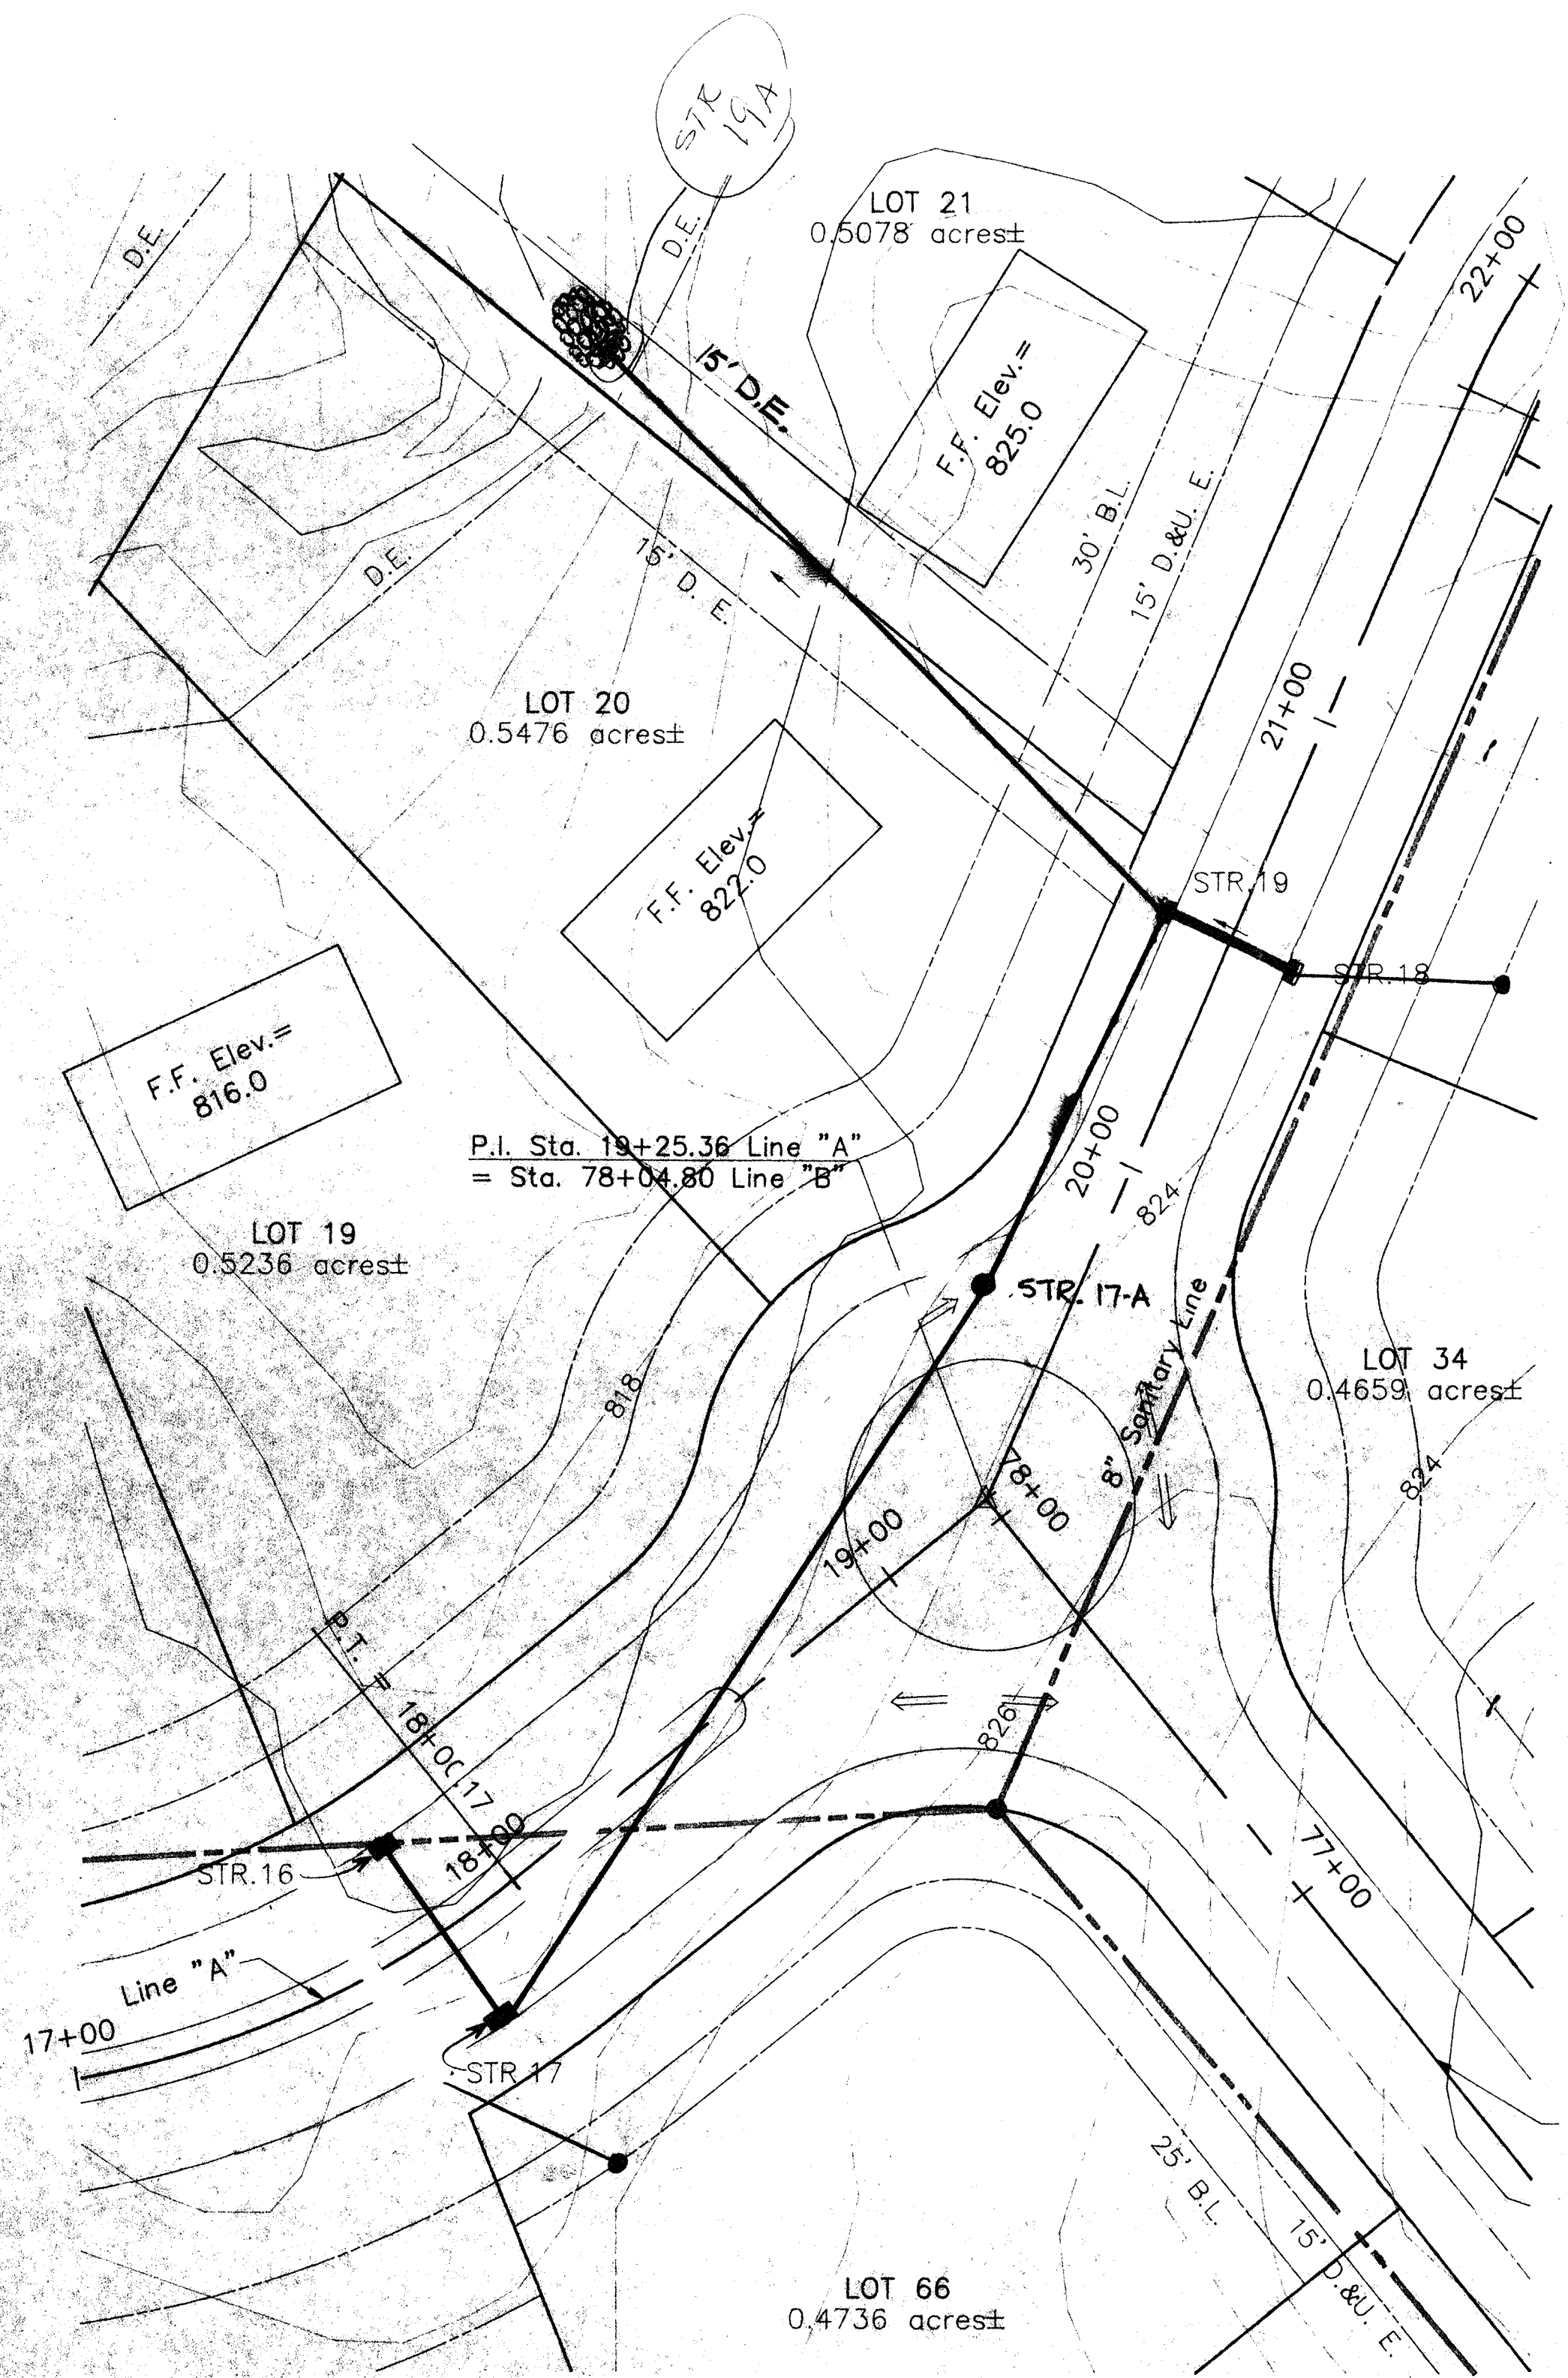 STR
19A
LOT 21
0.5078 acres±
D.E.
D.E.
22+00
15' D.E.
F.F. Elev.=
825.0
30' B.L.
15' D.&U. E.
D.E.
15' D. E.
LOT 20
0.5476 acres±
21+00
F.F. Elev.=
822.0
STR.19
STR.18
F.F. Elev.=
816.0
P.I. Sta. 19+25.36 Line "A"
= Sta. 78+04.80 Line "B"
20+00
824
LOT 19
0.5236 acres±
STR. 17-A
8" Sanitary Line
LOT 34
0.4659 acres±
818
824
78+00
19+00
P.T. = 18+00.17
826
18+00
STR.16
77+00
Line "A"
17+00
STR.17
25' B.L.
15' D.&U. E.
LOT 66
0.4736 acres±